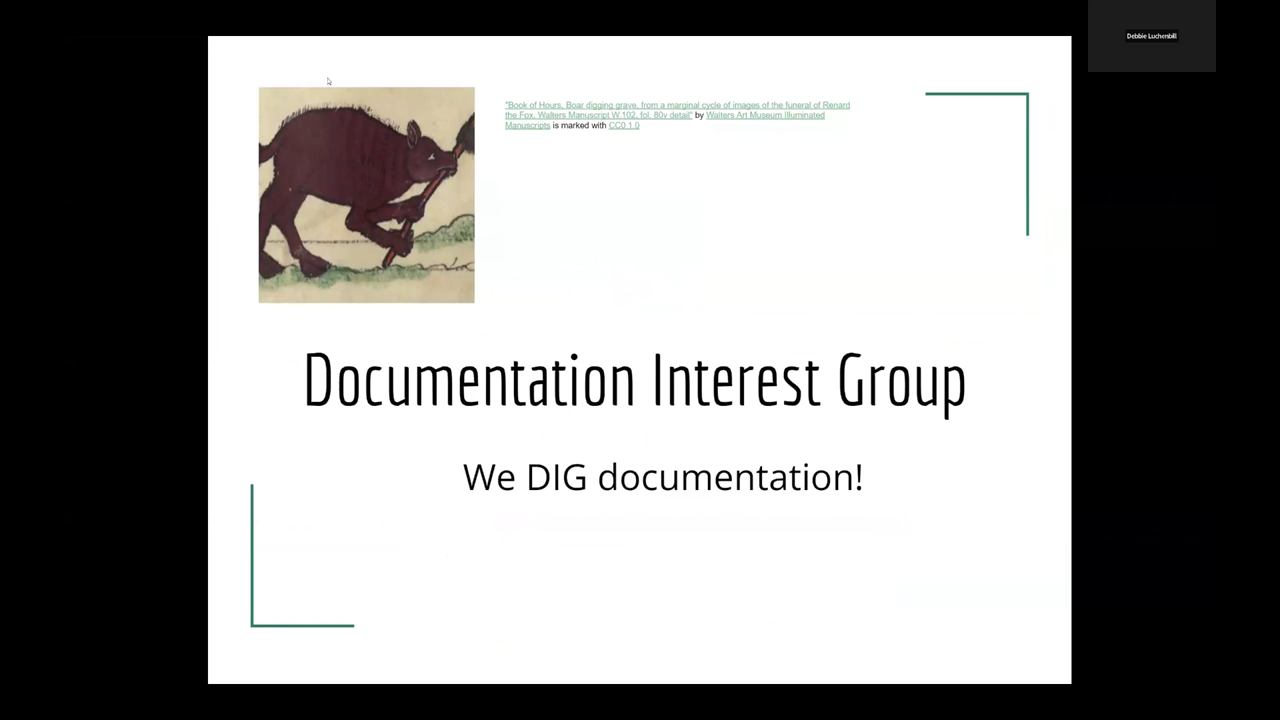 Debbie Luchenbill
"Book of Hours, Boar digging grave, from a marginal cycle of images of the funeral of Renard
the Fox, Walters Manuscript W.102, fol. 80v detail" by Walters Art Museum Illuminated
Manuscripts is marked with CC0 1.0
Documentation Interest Group
We DIG documentation!